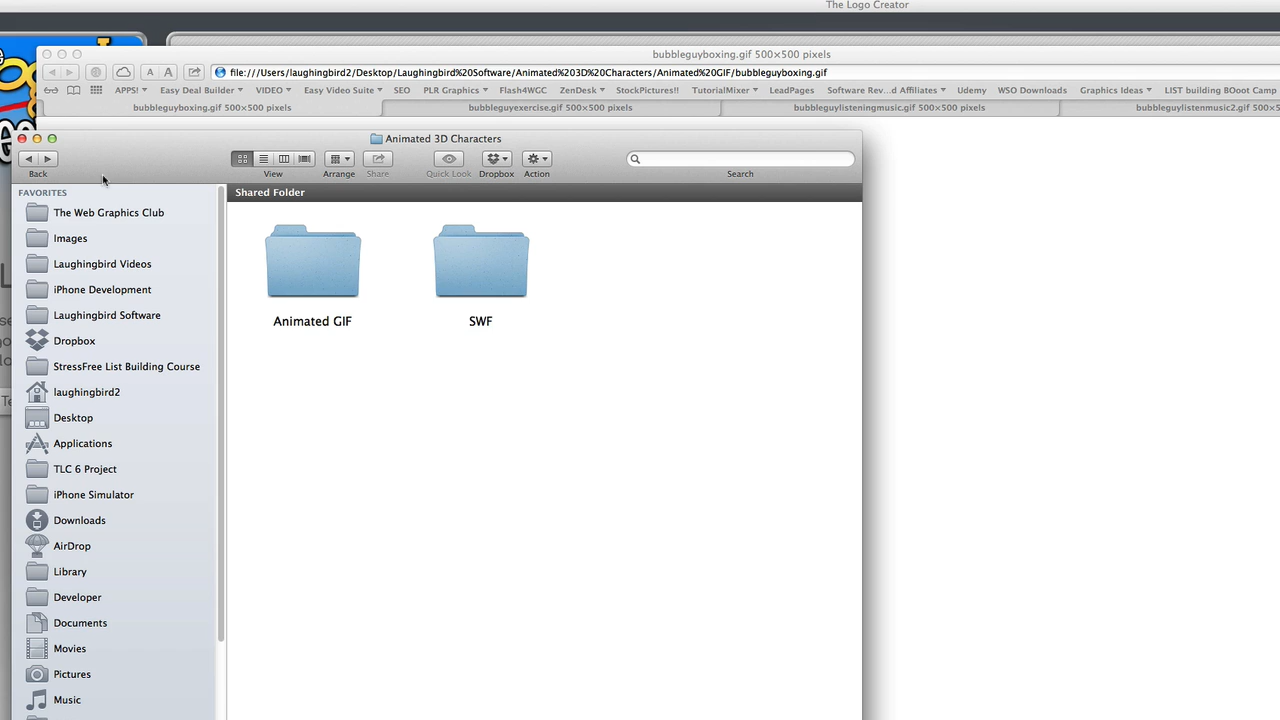 The Logo Creator
bubbleguyboxing.gif 500×500 pixels
A A file:///Users/laughingbird2/Desktop/Laughingbird%20Software/Animated%203D%20Characters/Animated%20GIF/bubbleguyboxing.gif
APPS! Easy Deal Builder VIDEO Easy Video Suite SEO PLR Graphics Flash4WGC ZenDesk StockPictures!! TutorialMixer LeadPages Software Rev...d Affiliates Udemy WSO Downloads Graphics Ideas LIST building BOot Camp
bubbleguyboxing.gif 500×500 pixels bubbleguyexercise.gif 500×500 pixels bubbleguylisteningmusic.gif 500×500 pixels bubbleguylistenmusic2.gif 500×5
Animated 3D Characters
Back View Arrange Share Quick Look Dropbox Action Search
FAVORITES
Shared Folder
The Web Graphics Club
Images
Laughingbird Videos
iPhone Development
Laughingbird Software
Dropbox
StressFree List Building Course
laughingbird2
Desktop
Applications
TLC 6 Project
iPhone Simulator
Downloads
AirDrop
Library
Developer
Documents
Movies
Pictures
Music
Animated GIF
SWF